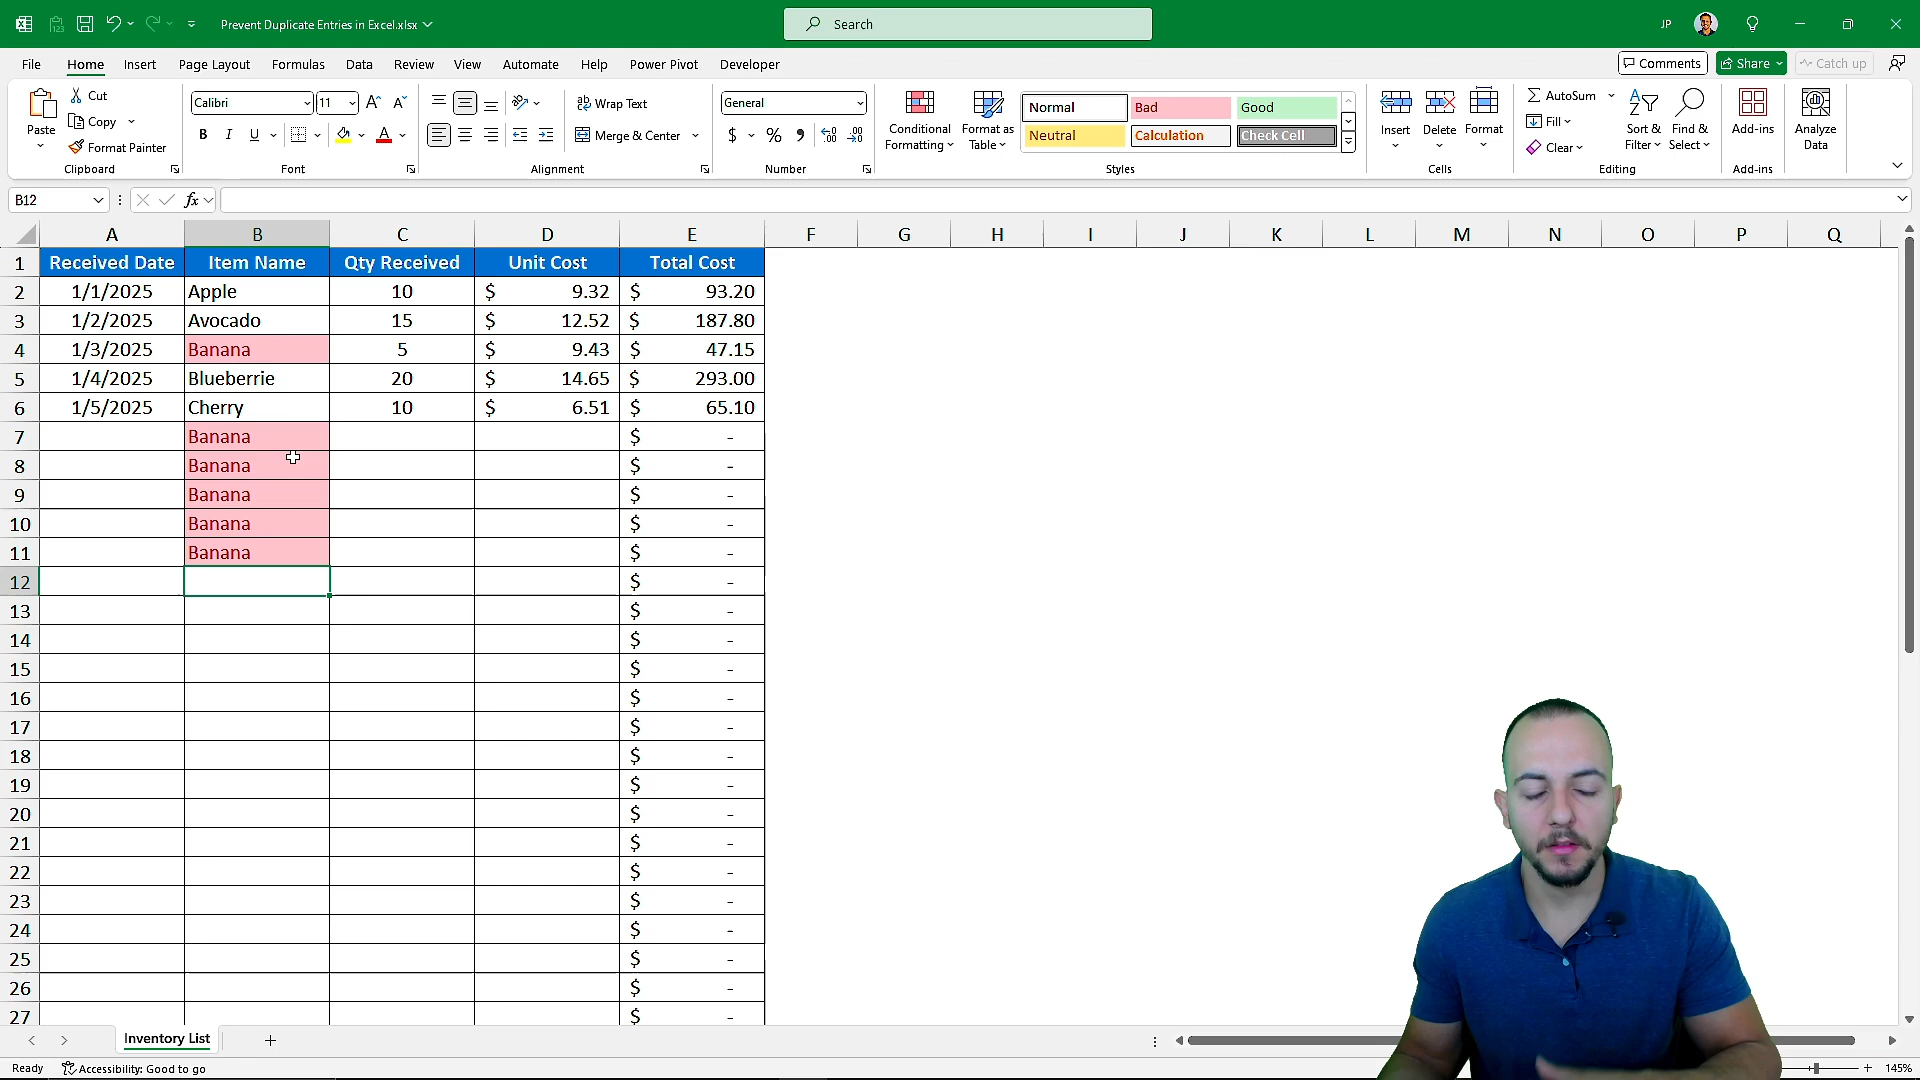 Prevent Duplicate Entries in Excel.xlsx
Search
JP
File Home Insert Page Layout Formulas Data Review View Automate Help Power Pivot Developer
Comments Share Catch up
Paste
Cut
Copy
Format Painter
Clipboard
Calibri 11
B I U
Font
Wrap Text
Merge & Center
Alignment
General
$ % 9
Number
Conditional
Formatting
Format as
Table
Normal Bad Good
Neutral Calculation Check Cell
Styles
Insert Delete Format
Cells
AutoSum
Fill
Clear
Sort &
Filter
Find &
Select
Editing
Add-ins
Add-ins
Analyze
Data
B12
fx
A B C D E F G H I J K L M N O P Q
1 Received Date Item Name Qty Received Unit Cost Total Cost
2 1/1/2025 Apple 10 $ 9.32 $ 93.20
3 1/2/2025 Avocado 15 $ 12.52 $ 187.80
4 1/3/2025 Banana 5 $ 9.43 $ 47.15
5 1/4/2025 Blueberrie 20 $ 14.65 $ 293.00
6 1/5/2025 Cherry 10 $ 6.51 $ 65.10
7 Banana $ -
8 Banana $ -
9 Banana $ -
10 Banana $ -
11 Banana $ -
12 $ -
13 $ -
14 $ -
15 $ -
16 $ -
17 $ -
18 $ -
19 $ -
20 $ -
21 $ -
22 $ -
23 $ -
24 $ -
25 $ -
26 $ -
27 $ -
Inventory List
Ready Accessibility: Good to go
145%